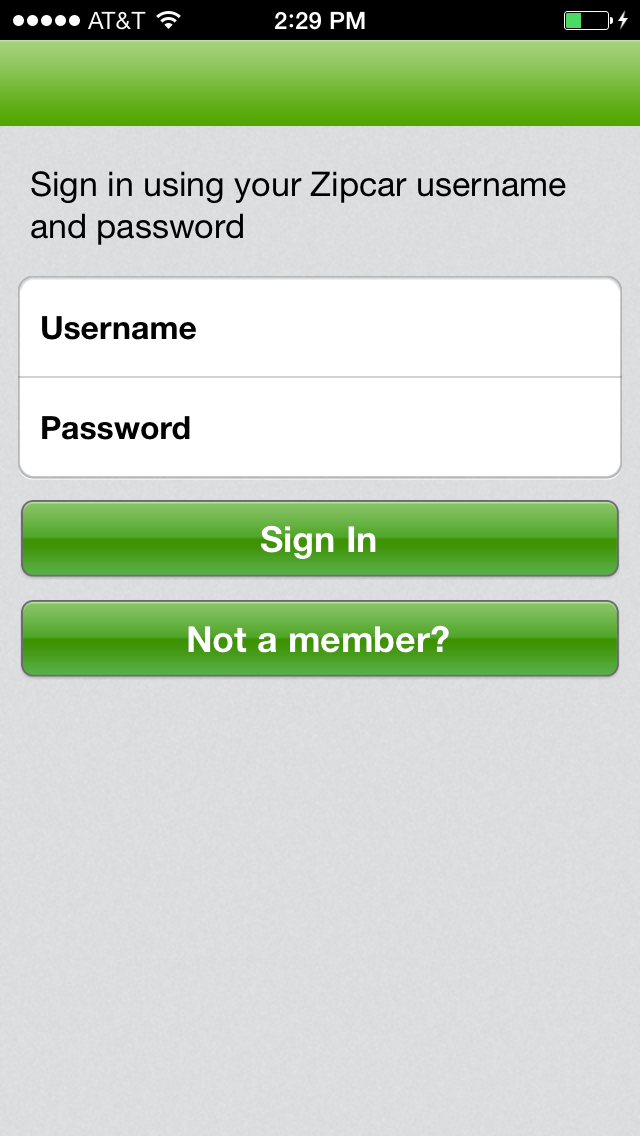 AT&T 2:29 PM
Sign in using your Zipcar username
and password
Username
Password
Sign In
Not a member?